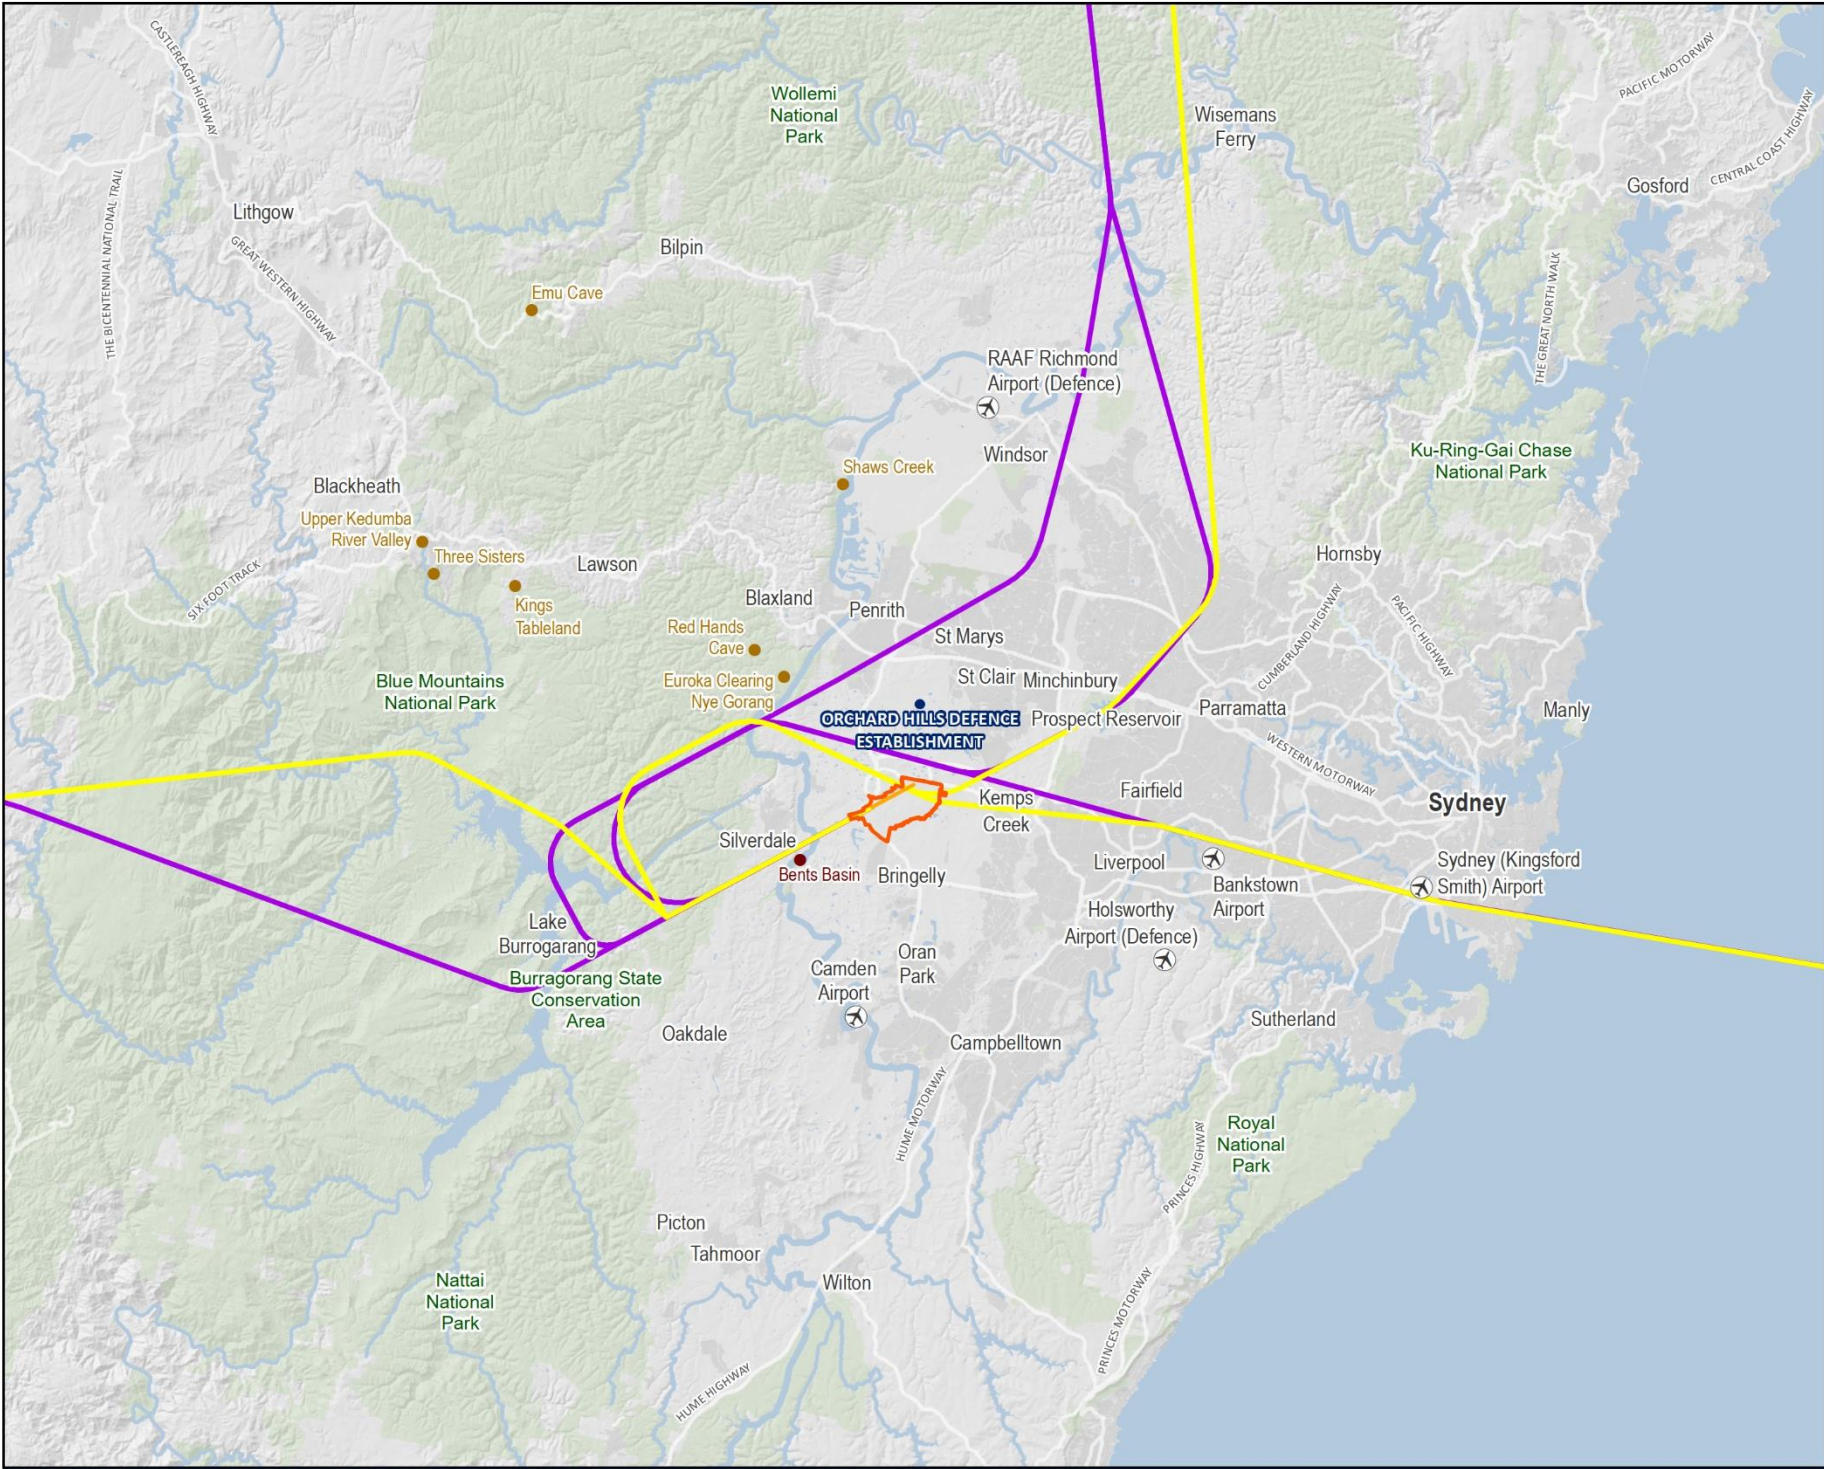 CASTLEREAGH HIGHWAY
PACIFIC MOTORWAY
Wollemi
National
Park
Wisemans
Ferry
CENTRAL COAST HIGHWAY
Gosford
THE BICENTENNIAL NATIONAL TRAIL
Lithgow
GREAT WESTERN HIGHWAY
Bilpin
THE GREAT NORTH WALK
Emu Cave
RAAF Richmond
Airport (Defence)
Windsor
Ku-Ring-Gai Chase
National Park
Shaws Creek
Blackheath
Upper Kedumba
River Valley
Three Sisters
Lawson
Hornsby
SIX FOOT TRACK
Kings
Tableland
Blaxland
Penrith
CUMBERLAND HIGHWAY
PACIFIC HIGHWAY
Red Hands
Cave
St Marys
Euroka Clearing
Nye Gorang
St Clair
Minchinbury
Blue Mountains
National Park
ORCHARD HILLS DEFENCE
ESTABLISHMENT
Prospect Reservoir
Parramatta
Manly
WESTERN MOTORWAY
Kemps
Creek
Fairfield
Sydney
Silverdale
Bents Basin
Bringelly
Liverpool
Bankstown
Airport
Sydney (Kingsford
Smith) Airport
Lake
Burrogarang
Holsworthy
Airport (Defence)
Oran
Park
Camden
Airport
Burragorang State
Conservation
Area
Oakdale
Sutherland
Campbelltown
HUME MOTORWAY
Royal
National
Park
PRINCES HIGHWAY
Picton
Tahmoor
Wilton
Nattai
National
Park
PRINCES MOTORWAY
HUME HIGHWAY